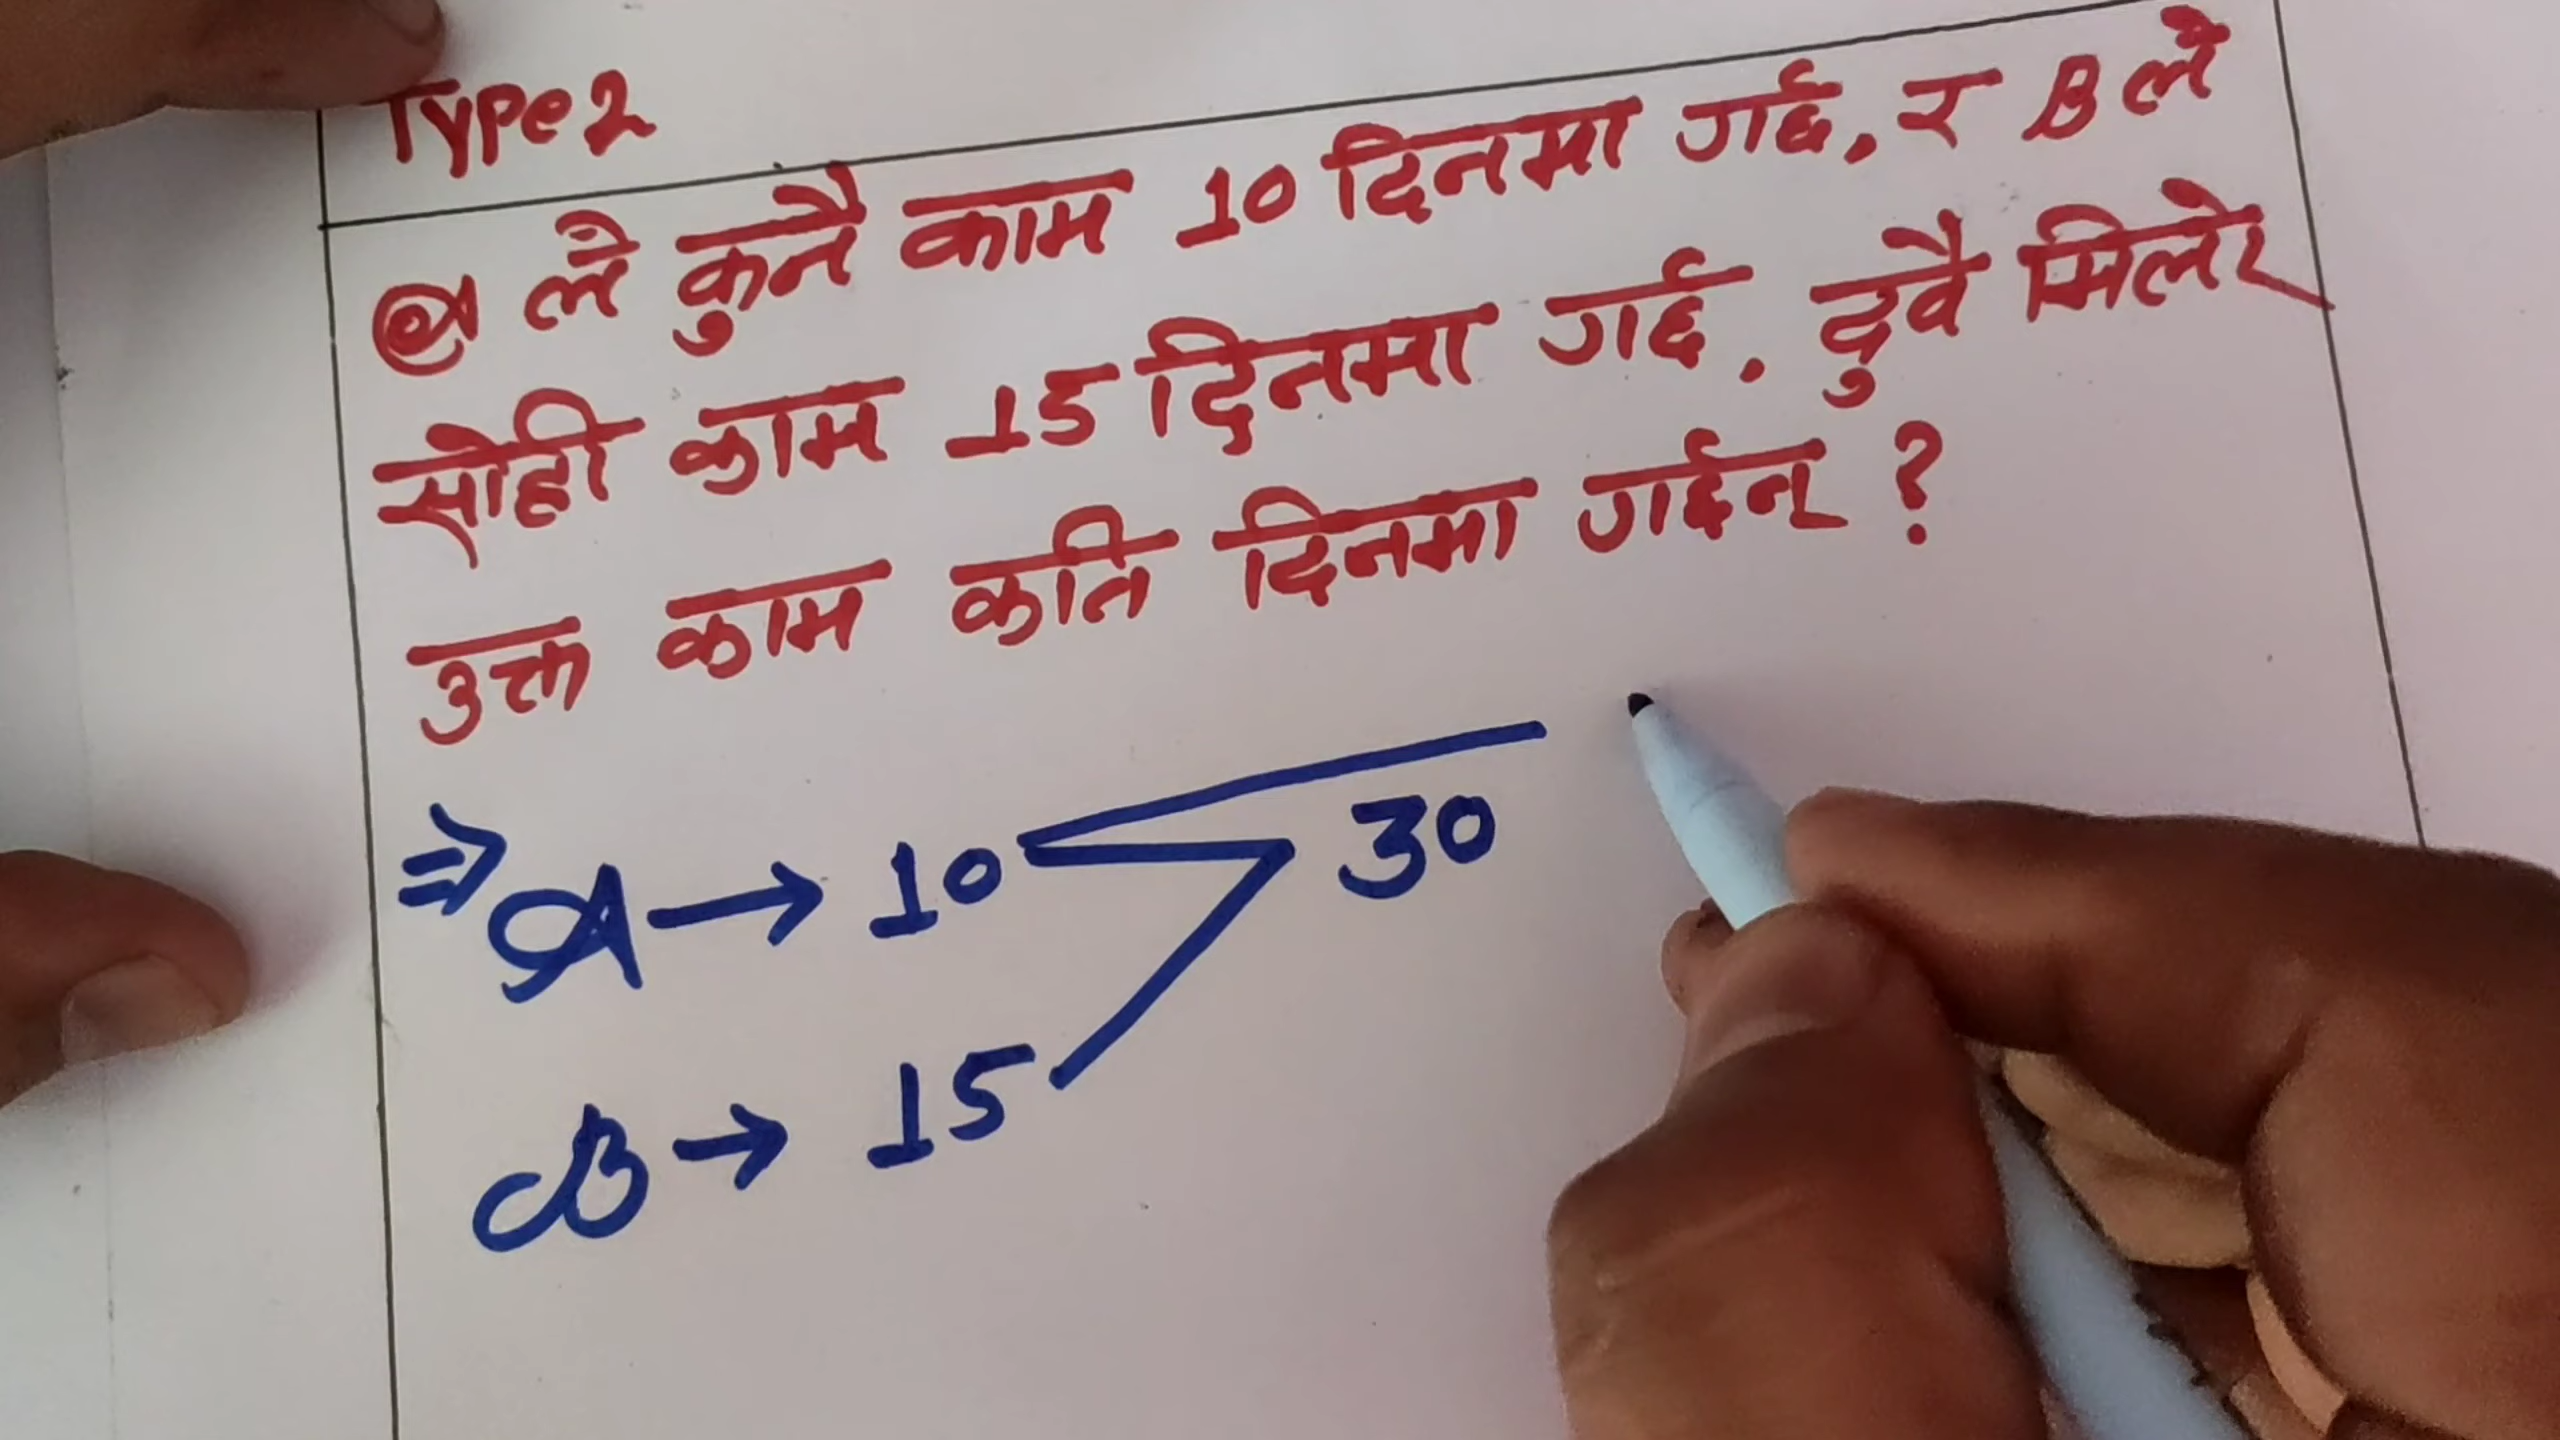 Type 2
A ले कुनै काम 10 दिनमा गर्छ, र B ले
सोही काम 15 दिनमा गर्छ. दुवै मिलेर
उक्त काम कति दिनमा गर्छन् ?
⇒ A → 10 30
B → 15